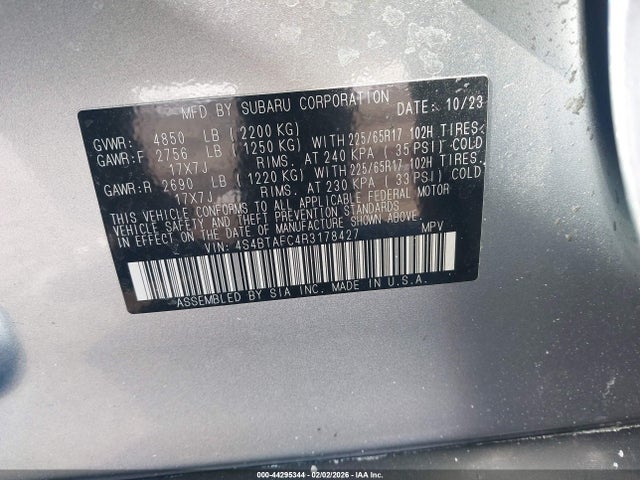 MFD BY SUBARU CORPORATION DATE: 10/23
GVWR: 4850 LB (2200 KG)
GAWR:F 2756 LB (1250 KG) WITH 225/65R17 102H TIRES.
17X7J RIMS. AT 240 KPA (35 PSI) COLD
GAWR:R 2690 LB (1220 KG) WITH 225/65R17 102H TIRES.
17X7J RIMS. AT 230 KPA (33 PSI) COLD
THIS VEHICLE CONFORMS TO ALL APPLICABLE FEDERAL MOTOR
VEHICLE SAFETY AND THEFT PREVENTION STANDARDS
IN EFFECT ON THE DATE OF MANUFACTURE SHOWN ABOVE.
VIN: 4S4BTAFC4R3178427 MPV
ASSEMBLED BY SIA INC. MADE IN U.S.A.
000-44295344 | 02/02/2026 - © IAA Inc.